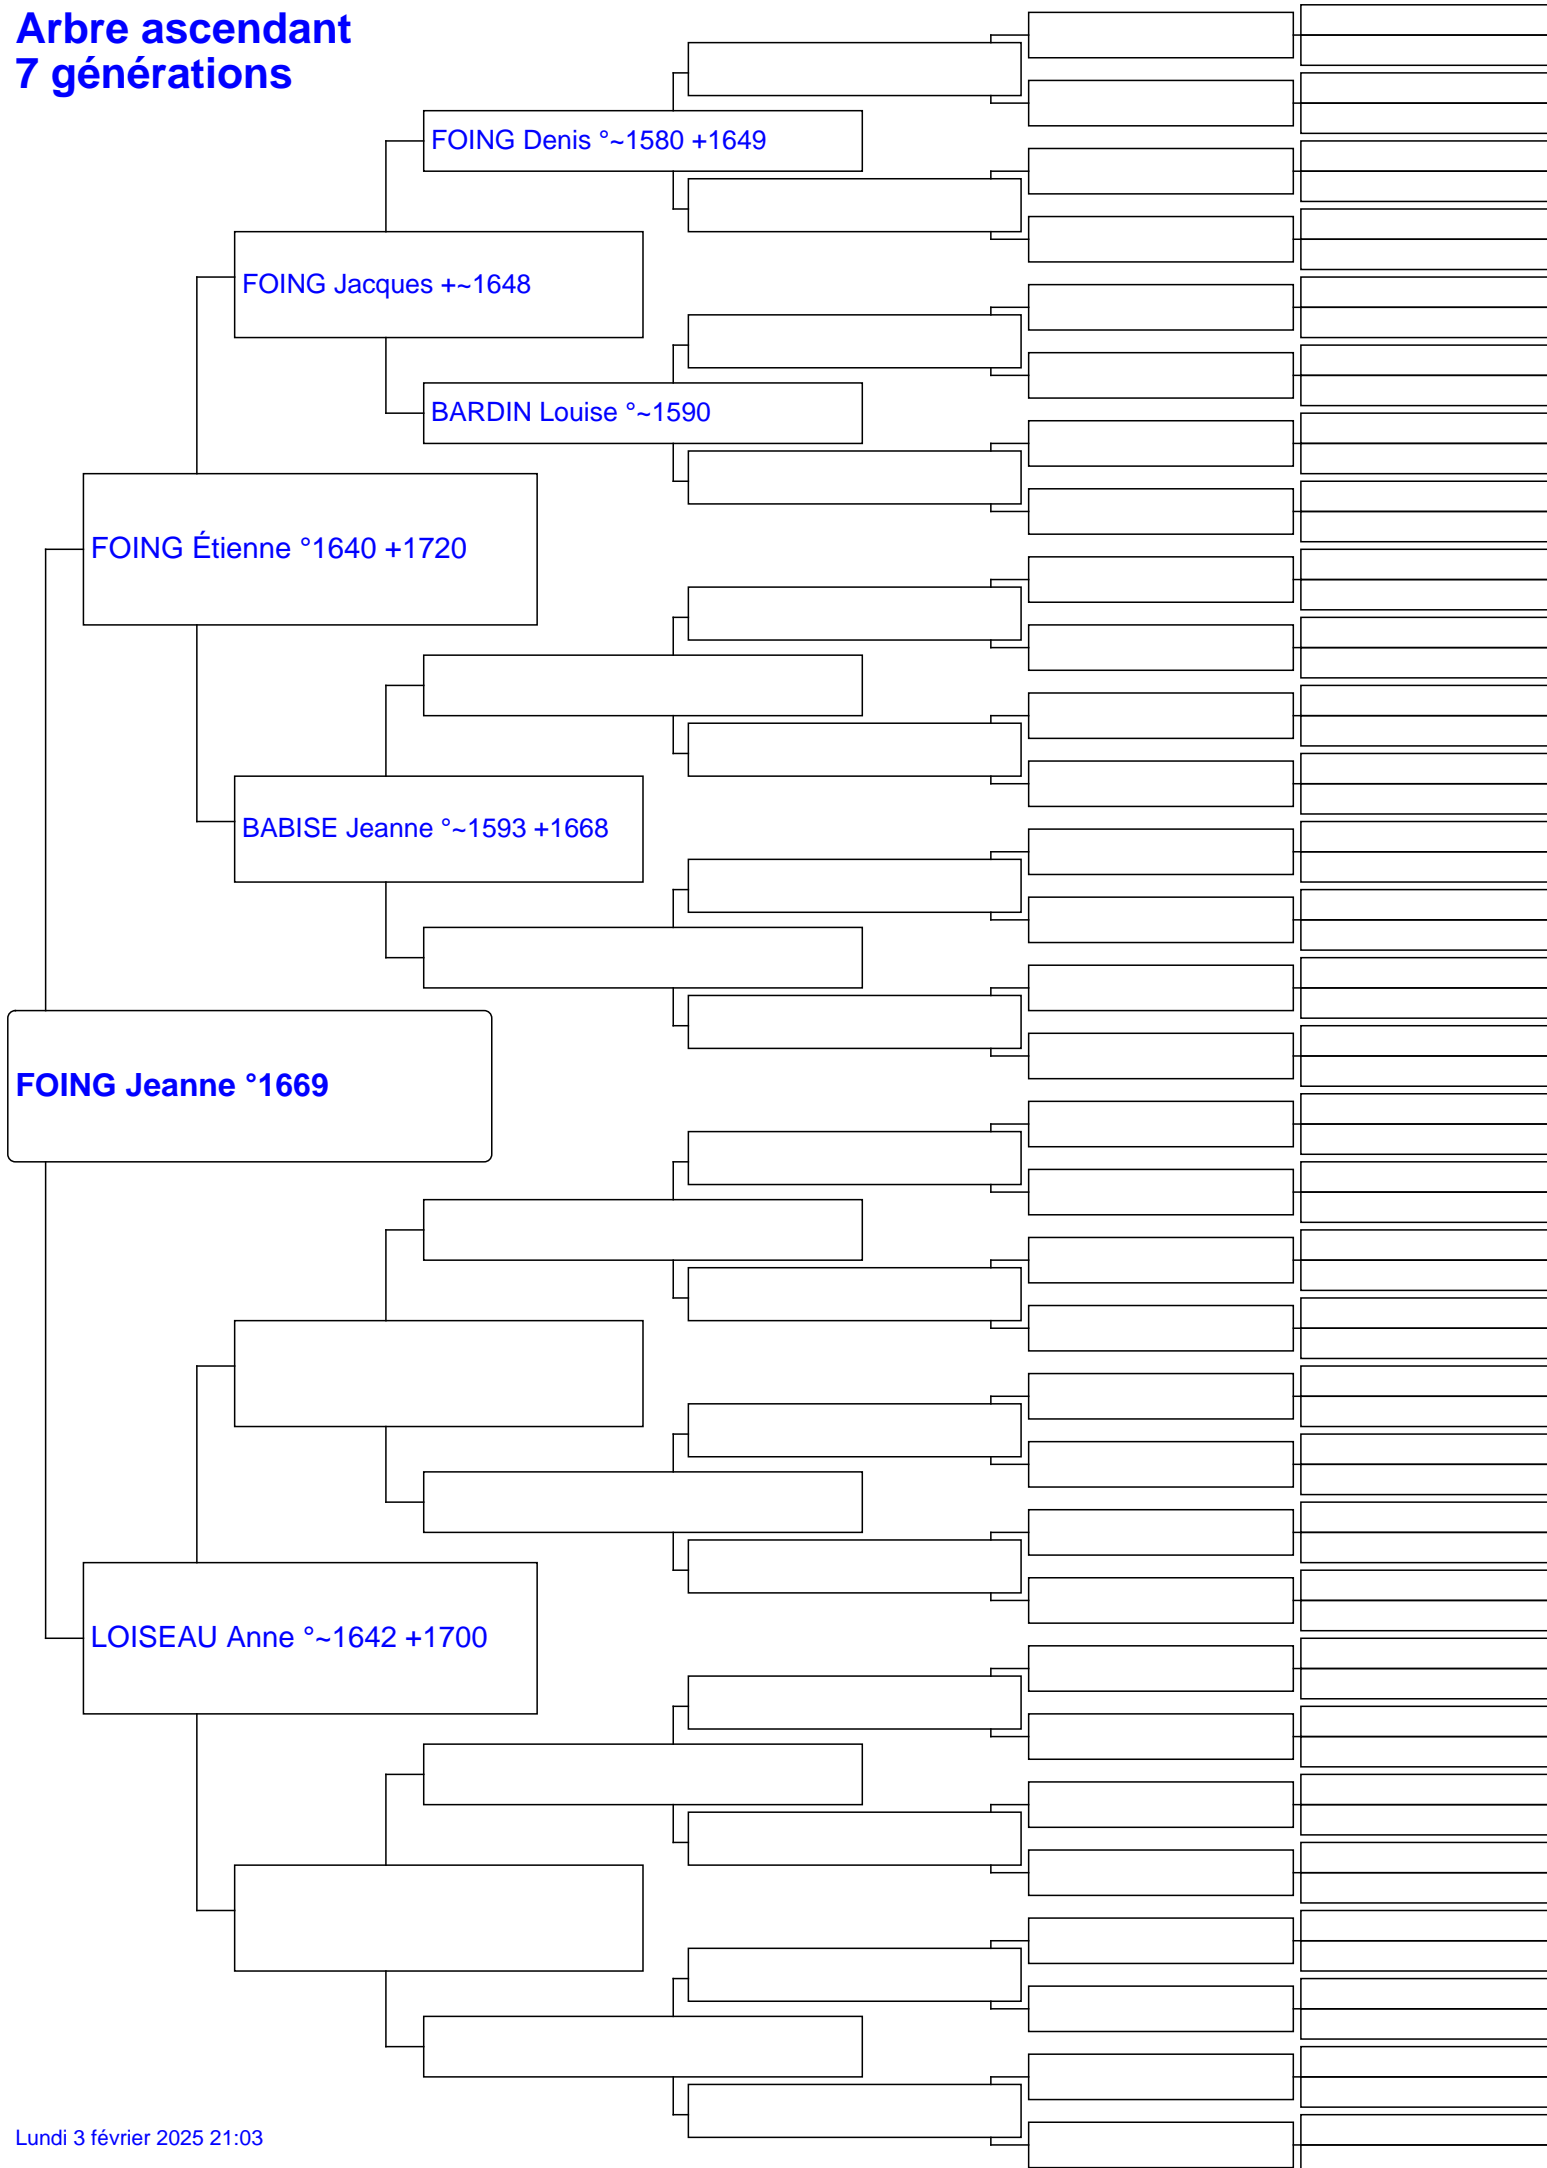 Arbre ascendant
7 générations
FOING Denis °~1580 +1649
FOING Jacques +~1648
BARDIN Louise °~1590
FOING Étienne °1640 +1720
BABISE Jeanne °~1593 +1668
FOING Jeanne °1669
LOISEAU Anne °~1642 +1700
Lundi 3 février 2025 21:03